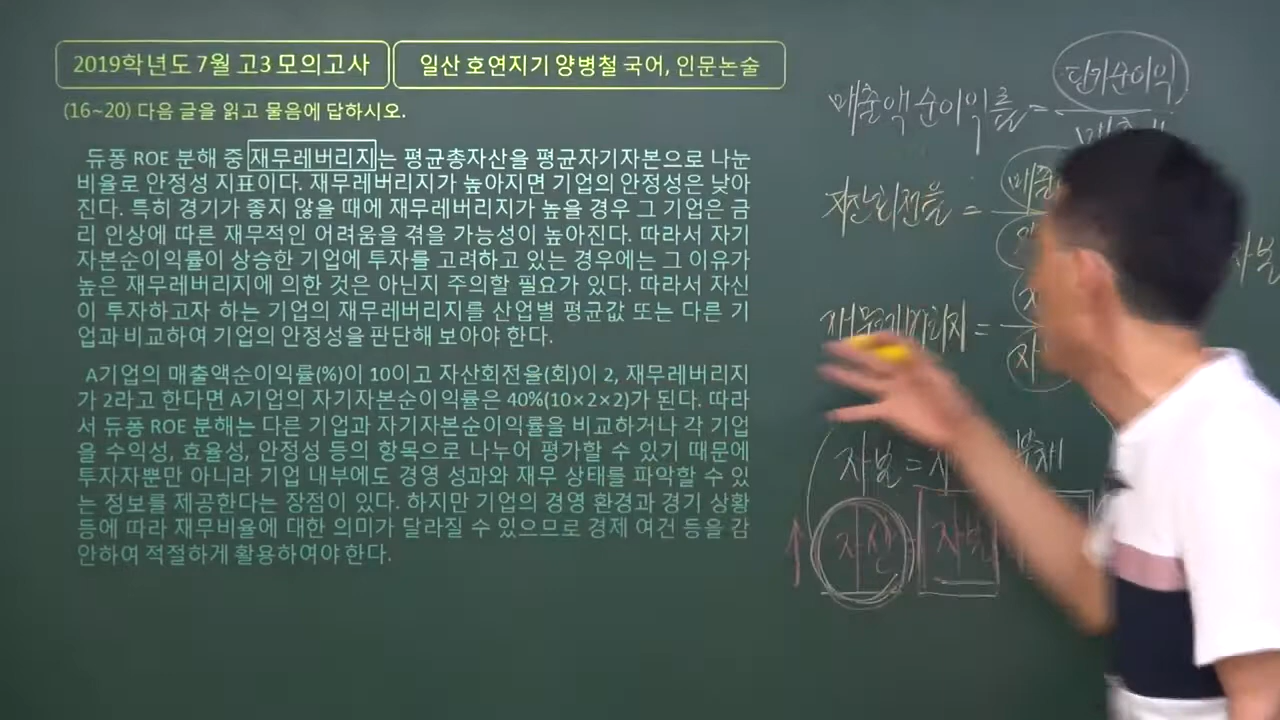 2019학년도 7월 고3 모의고사
일산 호연지기 양병철 국어, 인문논술
(16~20) 다음 글을 읽고 물음에 답하시오.
듀퐁 ROE 분해 중 재무레버리지는 평균총자산을 평균자기자본으로 나눈
비율로 안정성 지표이다. 재무레버리지가 높아지면 기업의 안정성은 낮아
진다. 특히 경기가 좋지 않을 때에 재무레버리지가 높을 경우 그 기업은 금
리 인상에 따른 재무적인 어려움을 겪을 가능성이 높아진다. 따라서 자기
자본순이익률이 상승한 기업에 투자를 고려하고 있는 경우에는 그 이유가
높은 재무레버리지에 의한 것은 아닌지 주의할 필요가 있다. 따라서 자신
이 투자하고자 하는 기업의 재무레버리지를 산업별 평균값 또는 다른 기
업과 비교하여 기업의 안정성을 판단해 보아야 한다.
A기업의 매출액순이익률(%)이 10이고 자산회전율(회)이 2, 재무레버리지
가 2라고 한다면 A기업의 자기자본순이익률은 40%(10×2×2)가 된다. 따라
서 듀퐁 ROE 분해는 다른 기업과 자기자본순이익률을 비교하거나 각 기업
을 수익성, 효율성, 안정성 등의 항목으로 나누어 평가할 수 있기 때문에
투자자뿐만 아니라 기업 내부에도 경영 성과와 재무 상태를 파악할 수 있
는 정보를 제공한다는 장점이 있다. 하지만 기업의 경영 환경과 경기 상황
등에 따라 재무비율에 대한 의미가 달라질 수 있으므로 경제 여건 등을 감
안하여 적절하게 활용하여야 한다.
매출액순이익률 = 당기순이익
자산회전율 =
=
자본 = 부채
자산